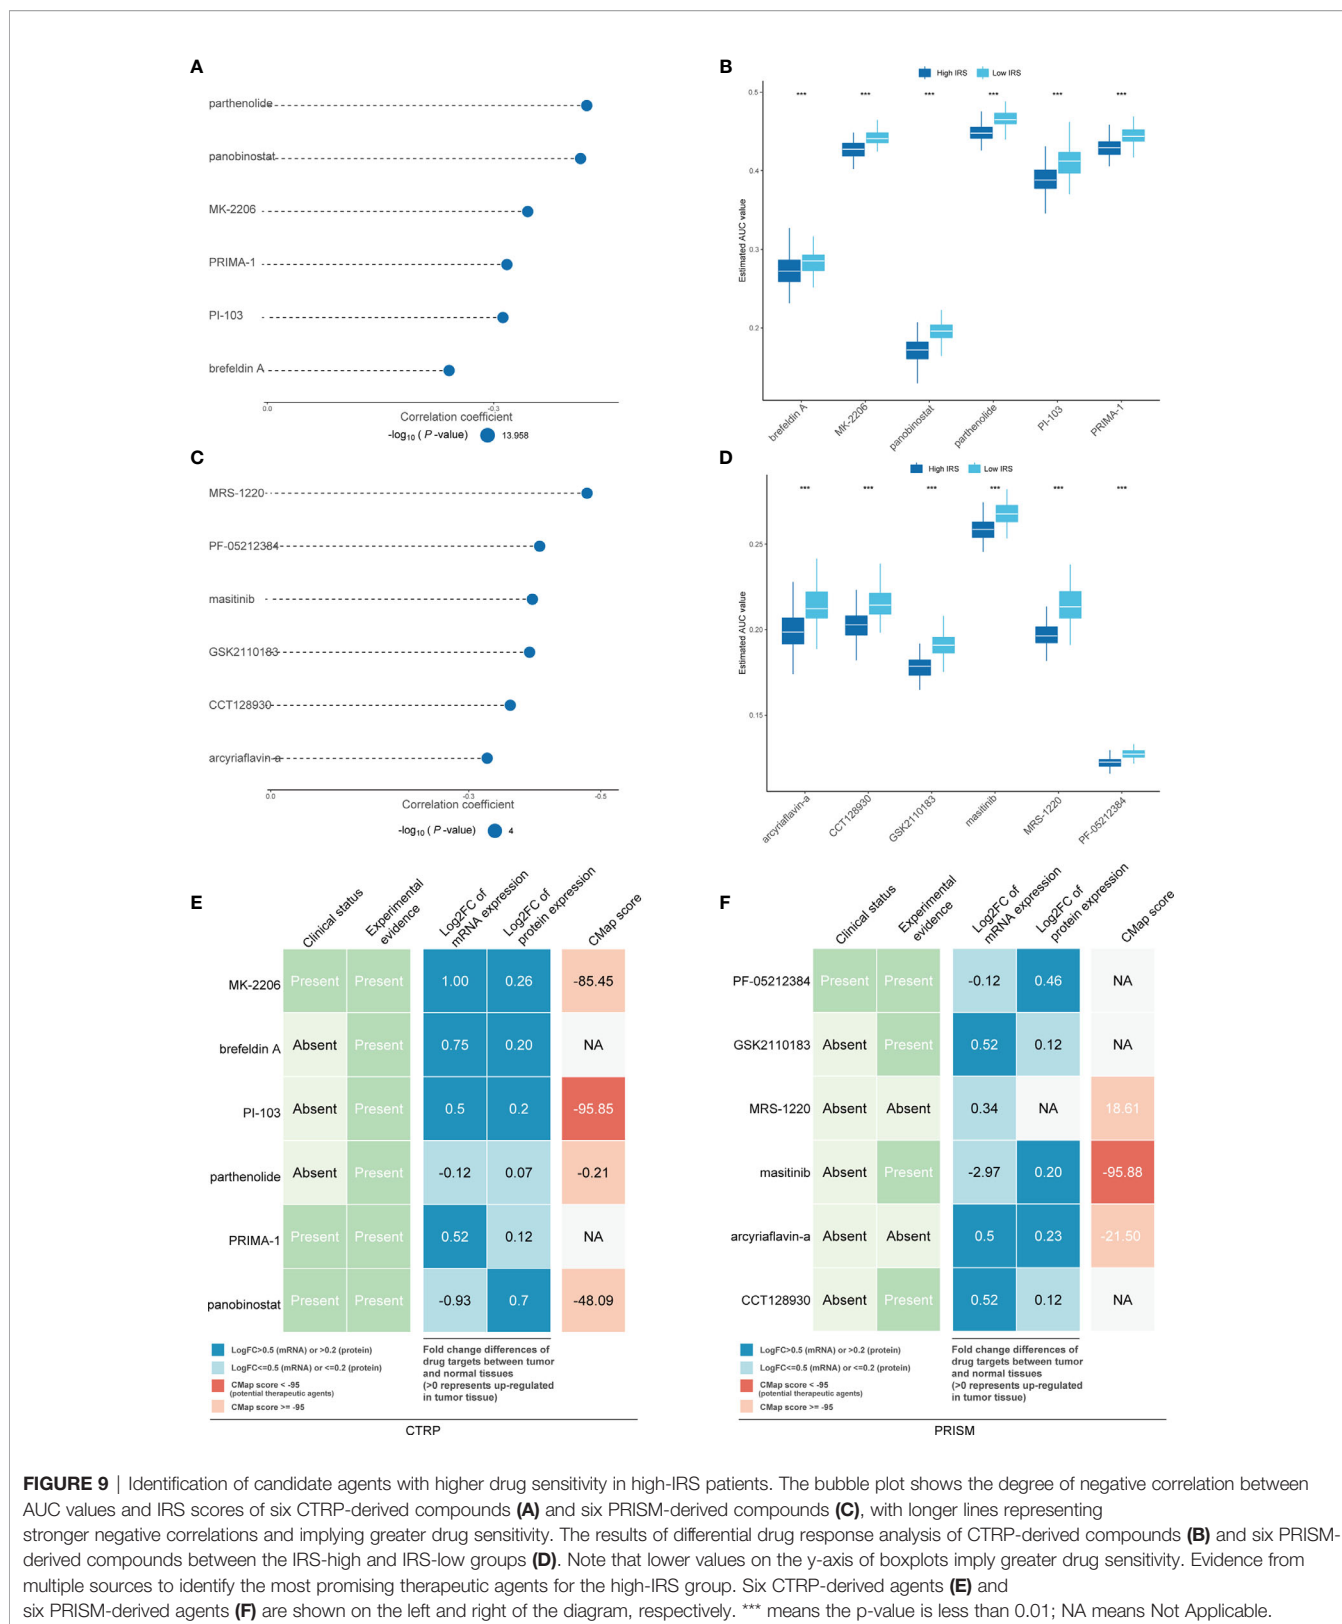 A
parthenolide
panobinostat
MK-2206
PRIMA-1
PI-103
brefeldin A
0.0
-0.3
Correlation coefficient
-log10 ( P -value) 13.958
B
High IRS Low IRS
*** *** *** *** *** ***
Estimated AUC value
0.5
0.4
0.3
0.2
brefeldin A
MK-2206
panobinostat
parthenolide
PI-103
PRIMA-1
C
MRS-1220
PF-05212384
masitinib
GSK2110183
CCT128930
arcyriaflavin-a
0.0
-0.3
-0.5
Correlation coefficient
-log10 ( P -value) 4
D
High IRS Low IRS
*** *** *** *** *** ***
Estimated AUC value
0.25
0.20
0.15
arcyriaflavin-a
CCT128930
GSK2110183
masitinib
MRS-1220
PF-05212384
E
Clinical status
Experimental
evidence
Log2FC of
mRNA expression
Log2FC of
protein expression
CMap score
MK-2206 Present Present 1.00 0.26 -85.45
brefeldin A Absent Present 0.75 0.20 NA
PI-103 Absent Present 0.5 0.2 -95.85
parthenolide Absent Present -0.12 0.07 -0.21
PRIMA-1 Present Present 0.52 0.12 NA
panobinostat Present Present -0.93 0.7 -48.09
LogFC>0.5 (mRNA) or >0.2 (protein)
LogFC<=0.5 (mRNA) or <=0.2 (protein)
CMap score < -95
(potential therapeutic agents)
CMap score >= -95
Fold change differences of
drug targets between tumor
and normal tissues
(>0 represents up-regulated
in tumor tissue)
CTRP
F
Clinical status
Experimental
evidence
Log2FC of
mRNA expression
Log2FC of
protein expression
CMap score
PF-05212384 Present Present -0.12 0.46 NA
GSK2110183 Absent Present 0.52 0.12 NA
MRS-1220 Absent Absent 0.34 NA 18.61
masitinib Absent Present -2.97 0.20 -95.88
arcyriaflavin-a Absent Absent 0.5 0.23 -21.50
CCT128930 Absent Present 0.52 0.12 NA
LogFC>0.5 (mRNA) or >0.2 (protein)
LogFC<=0.5 (mRNA) or <=0.2 (protein)
CMap score < -95
(potential therapeutic agents)
CMap score >= -95
Fold change differences of
drug targets between tumor
and normal tissues
(>0 represents up-regulated
in tumor tissue)
PRISM
FIGURE 9 | Identification of candidate agents with higher drug sensitivity in high-IRS patients. The bubble plot shows the degree of negative correlation between
AUC values and IRS scores of six CTRP-derived compounds (A) and six PRISM-derived compounds (C), with longer lines representing
stronger negative correlations and implying greater drug sensitivity. The results of differential drug response analysis of CTRP-derived compounds (B) and six PRISM-
derived compounds between the IRS-high and IRS-low groups (D). Note that lower values on the y-axis of boxplots imply greater drug sensitivity. Evidence from
multiple sources to identify the most promising therapeutic agents for the high-IRS group. Six CTRP-derived agents (E) and
six PRISM-derived agents (F) are shown on the left and right of the diagram, respectively. *** means the p-value is less than 0.01; NA means Not Applicable.